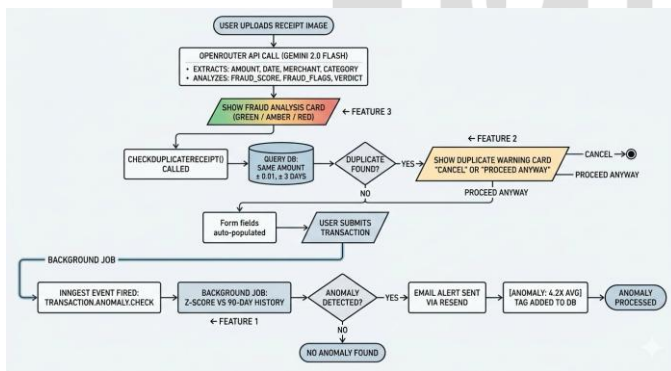 USER UPLOADS RECEIPT IMAGE
OPENROUTER API CALL (GEMINI 2.0 FLASH)
• EXTRACTS: AMOUNT, DATE, MERCHANT, CATEGORY
• ANALYZES: FRAUD_SCORE, FRAUD_FLAGS, VERDICT
SHOW FRAUD ANALYSIS CARD
(GREEN / AMBER / RED)
← FEATURE 3
← FEATURE 2
CHECKDUPLICATERECEIPT()
CALLED
QUERY DB:
SAME AMOUNT
± 0.01, ± 3 DAYS
DUPLICATE
FOUND?
YES
SHOW DUPLICATE WARNING CARD
"CANCEL" OR "PROCEED ANYWAY"
CANCEL
PROCEED ANYWAY
NO
PROCEED ANYWAY
Form fields
auto-populated
USER SUBMITS
TRANSACTION
BACKGROUND JOB
INNGEST EVENT FIRED:
TRANSACTION.ANOMALY.CHECK
BACKGROUND JOB:
Z-SCORE VS 90-DAY HISTORY
← FEATURE 1
ANOMALY
DETECTED?
YES
EMAIL ALERT SENT
VIA RESEND
[ANOMALY: 4.2X AVG]
TAG ADDED TO DB
ANOMALY
PROCESSED
NO
NO ANOMALY FOUND